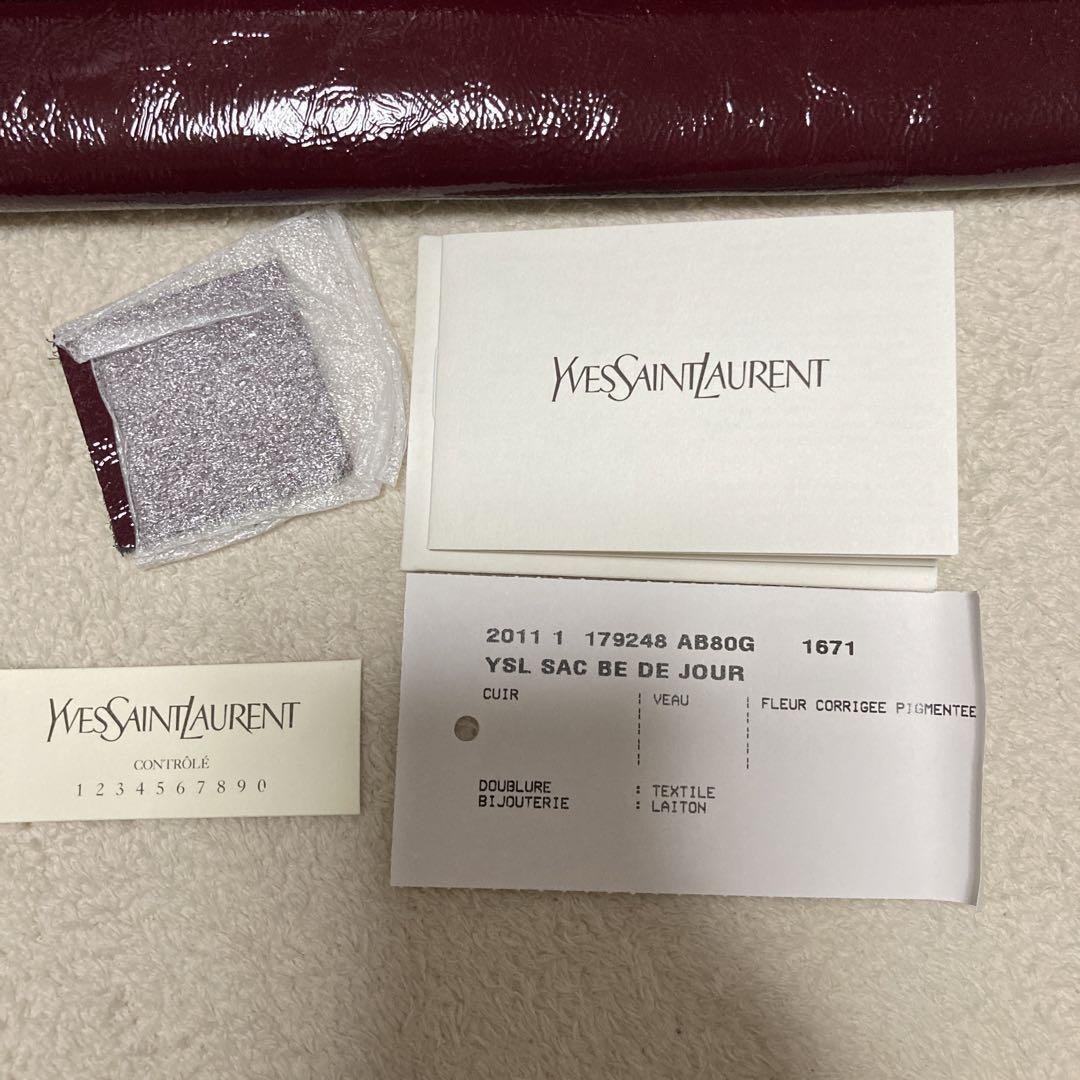 YVESSAINTLAURENT
2011 1 179248 AB80G 1671
YSL SAC BE DE JOUR
CUIR VEAU FLEUR CORRIGEE PIGMENTEE
DOUBLURE : TEXTILE
BIJOUTERIE : LAITON
YVESSAINTLAURENT
CONTRÔLÉ
1 2 3 4 5 6 7 8 9 0